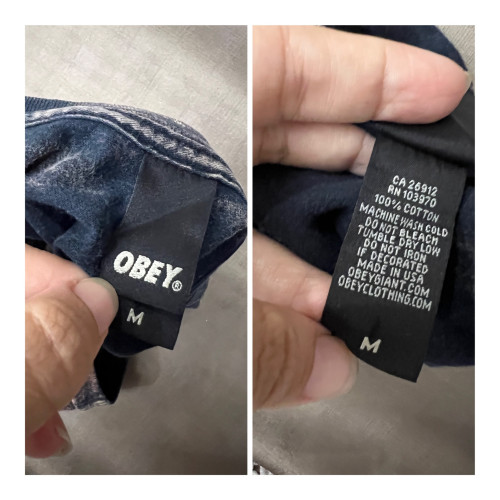 OBEY®
M
CA 26912
RN 103970
100% COTTON
MACHINE WASH COLD
DO NOT BLEACH
TUMBLE DRY LOW
DO NOT IRON
IF DECORATED
MADE IN USA
OBEYGIANT.COM
OBEYCLOTHING.COM
M